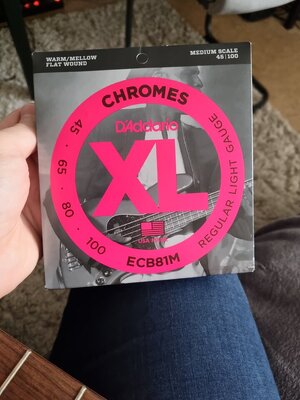 WARM/MELLOW
FLAT WOUND
MEDIUM SCALE
45|100
CHROMES
D'Addario
XL
USA
45 • 65 • 80 • 100
REGULAR LIGHT GAUGE
ECB81M